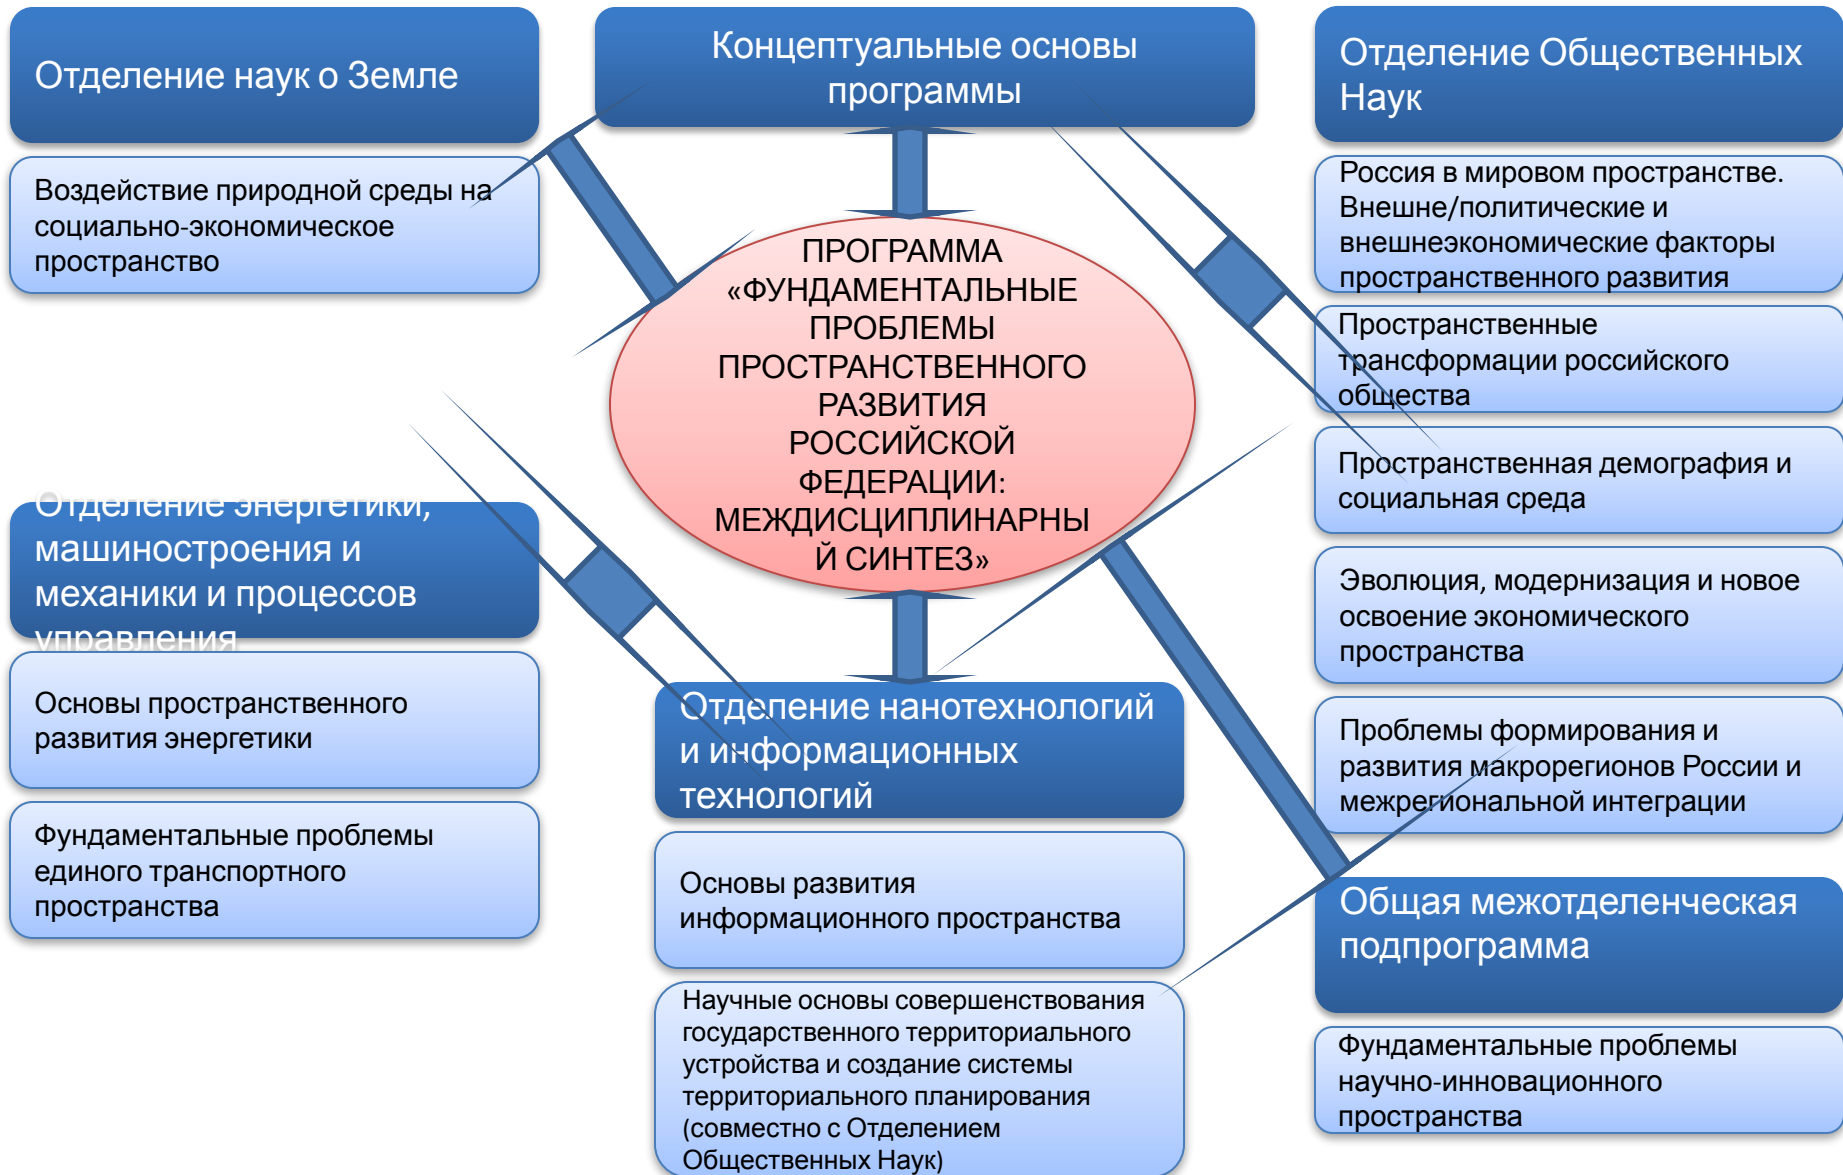 Отделение наук о Земле
Воздействие природной среды на
социально-экономическое
пространство
Концептуальные основы
программы
Отделение Общественных
Наук
Россия в мировом пространстве.
Внешне/политические и
внешнеэкономические факторы
пространственного развития
Пространственные
трансформации российского
общества
Пространственная демография и
социальная среда
Эволюция, модернизация и новое
освоение экономического
пространства
Проблемы формирования и
развития макрорегионов России и
межрегиональной интеграции
ПРОГРАММА
«ФУНДАМЕНТАЛЬНЫЕ
ПРОБЛЕМЫ
ПРОСТРАНСТВЕННОГО
РАЗВИТИЯ
РОССИЙСКОЙ
ФЕДЕРАЦИИ:
МЕЖДИСЦИПЛИНАРНЫ
Й СИНТЕЗ»
Отделение энергетики,
машиностроения и
механики и процессов
управления
Основы пространственного
развития энергетики
Фундаментальные проблемы
единого транспортного
пространства
Отделение нанотехнологий
и информационных
технологий
Основы развития
информационного пространства
Научные основы совершенствования
государственного территориального
устройства и создание системы
территориального планирования
(совместно с Отделением
Общественных Наук)
Общая межотделенческая
подпрограмма
Фундаментальные проблемы
научно-инновационного
пространства